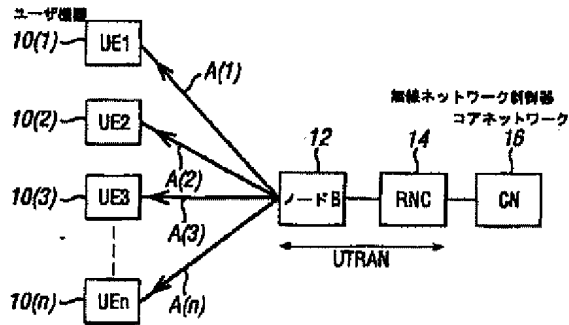 ユーザ機器
10(1)
UE1
A(1)
10(2)
UE2
A(2)
無線ネットワーク制御器
コアネットワーク
12
14
16
10(3)
UE3
A(3)
ノードB
RNC
CN
UTRAN
10(n)
UEn
A(n)